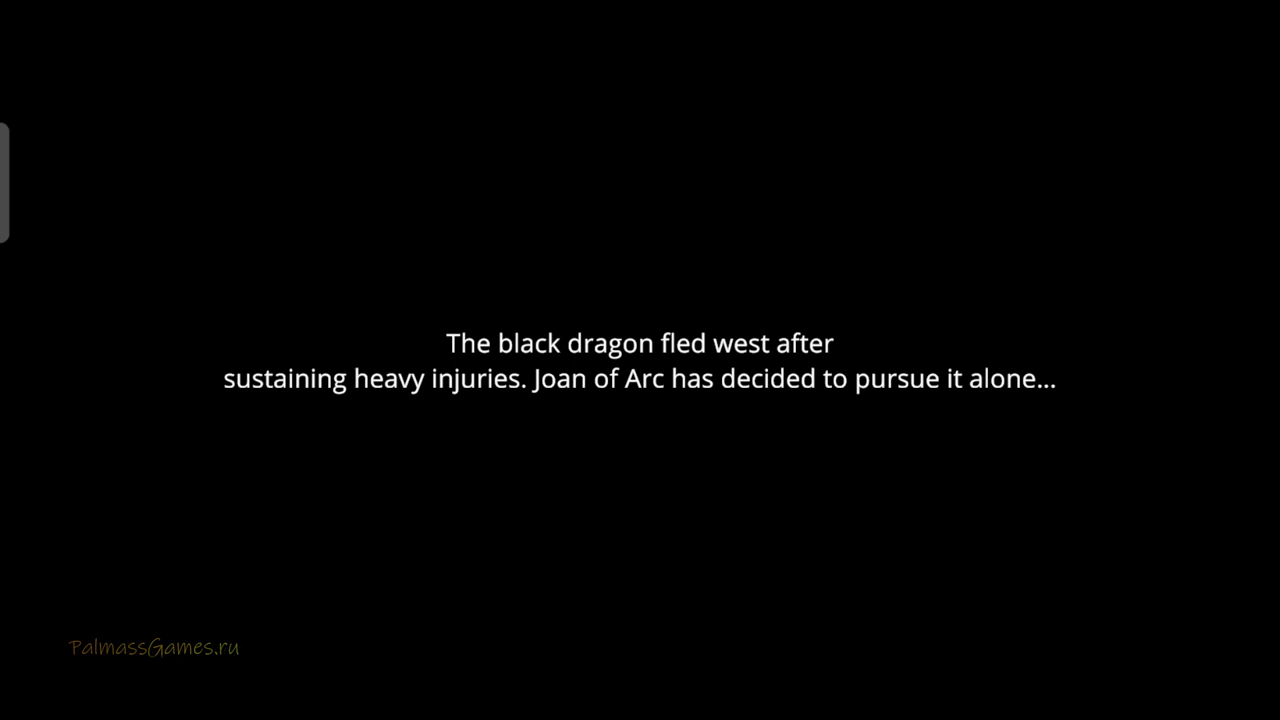 The black dragon fled west after
sustaining heavy injuries. Joan of Arc has decided to pursue it alone...
PalmassGames.ru